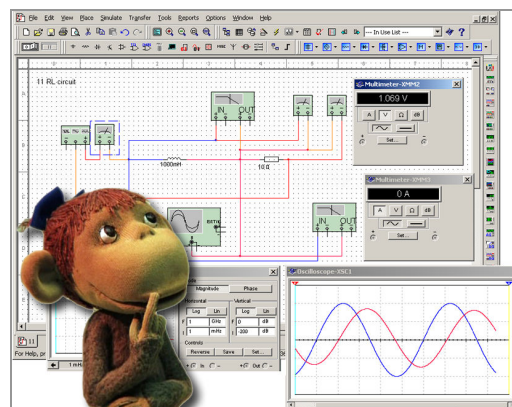 File Edit View Place Simulate Transfer Tools Reports Options Window Help
--- In Use List ---
11 RL circuit
IN OUT
1000mH
10 Ω
IN OUT
Multimeter-XMM2
1.069 V
A V Ω dB
Set...
0 A
A V Ω dB
Set...
Magnitude Phase
Horizontal Vertical
Log Lin Log Lin
F 1 GHz F 0 dB
I 1 mHz I -200 dB
Controls
Reverse Save Set...
+ In - + Out -
Oscilloscope-XSC1
11
For Help, pr